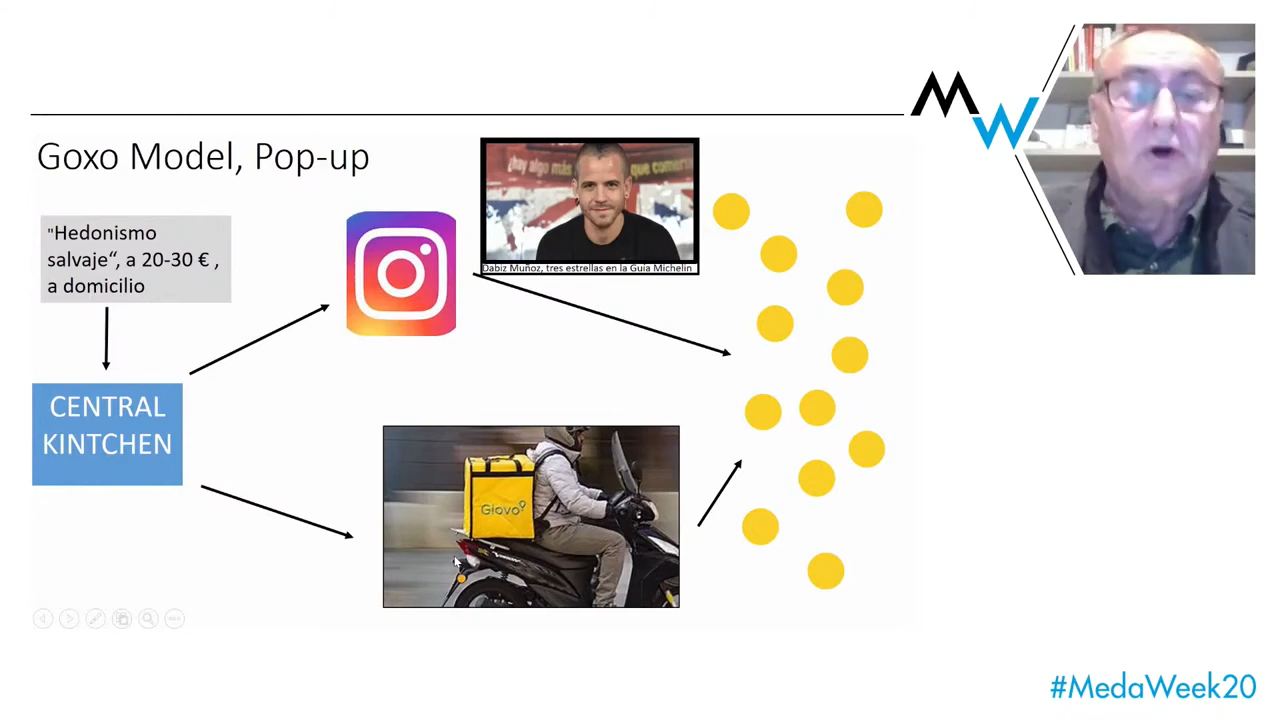 MW
Goxo Model, Pop-up
"Hedonismo
salvaje“, a 20-30 € ,
a domicilio
¿hay algo más que comer
Dabiz Muñoz, tres estrellas en la Guia Michelin
CENTRAL
KINTCHEN
Glovo
#MedaWeek20